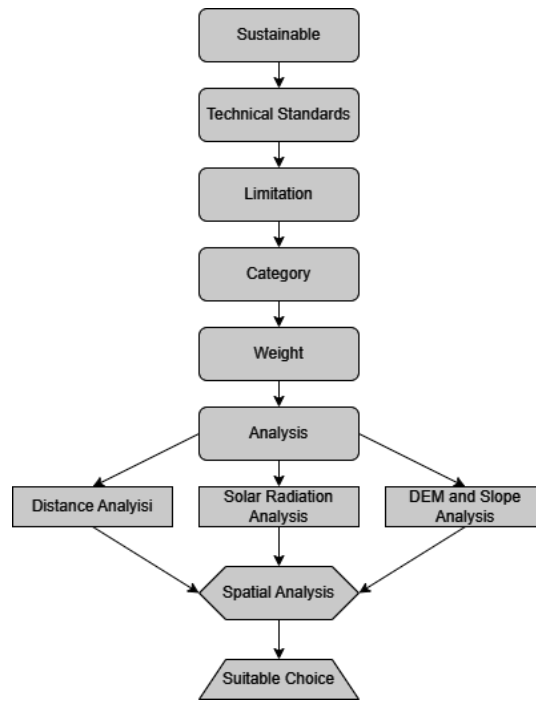 Sustainable
Technical Standards
Limitation
Category
Weight
Analysis
Distance Analyisi
Solar Radiation
Analysis
DEM and Slope
Analysis
Spatial Analysis
Suitable Choice